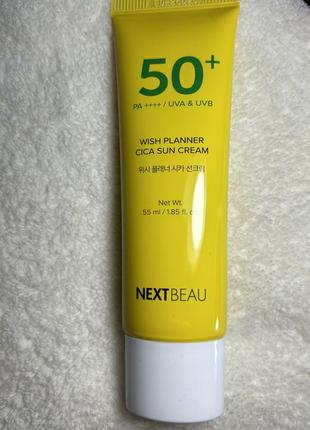 50+
PA ++++ / UVA & UVB
WISH PLANNER
CICA SUN CREAM
위시 플래너 시카 선크림
Net Wt.
55 ml / 1.85 fl. oz.
NEXTBEAU